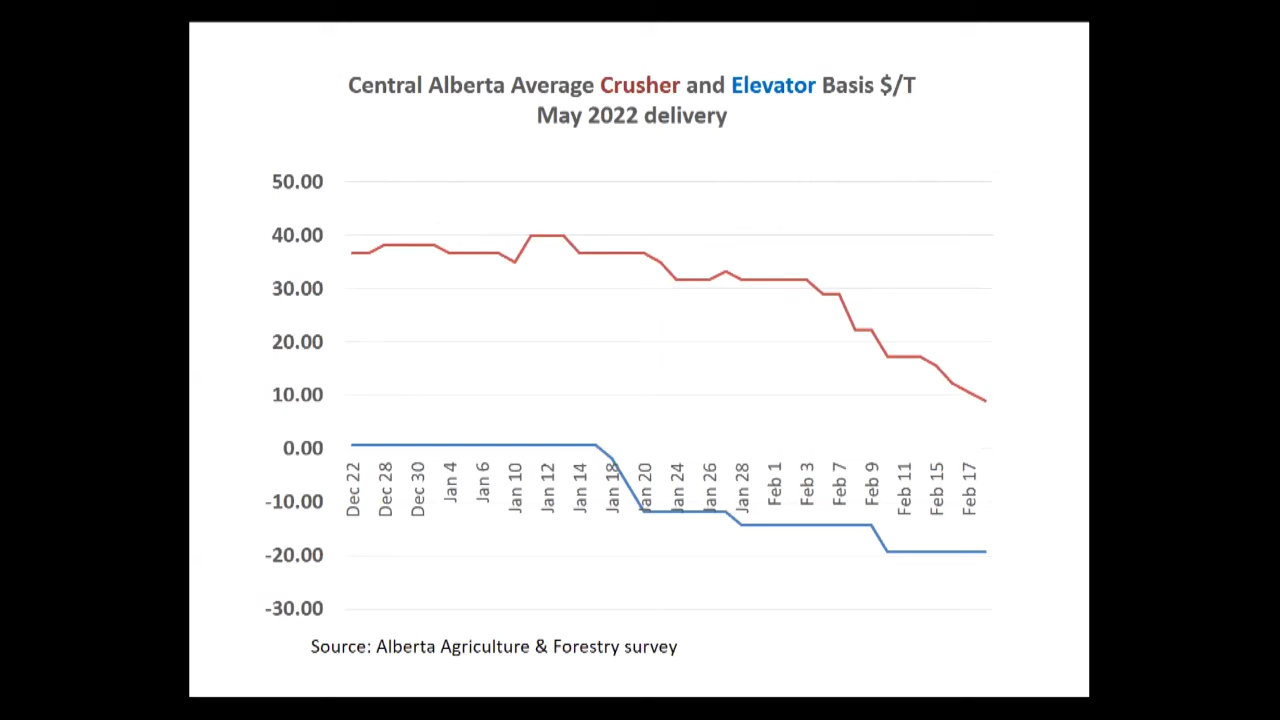 Central Alberta Average Crusher and Elevator Basis $/T
May 2022 delivery
50.00
40.00
30.00
20.00
10.00
0.00
-10.00
-20.00
-30.00
Dec 22
Dec 28
Dec 30
Jan 4
Jan 6
Jan 10
Jan 12
Jan 14
Jan 18
Jan 20
Jan 24
Jan 26
Jan 28
Feb 1
Feb 3
Feb 7
Feb 9
Feb 11
Feb 15
Feb 17
Source: Alberta Agriculture & Forestry survey